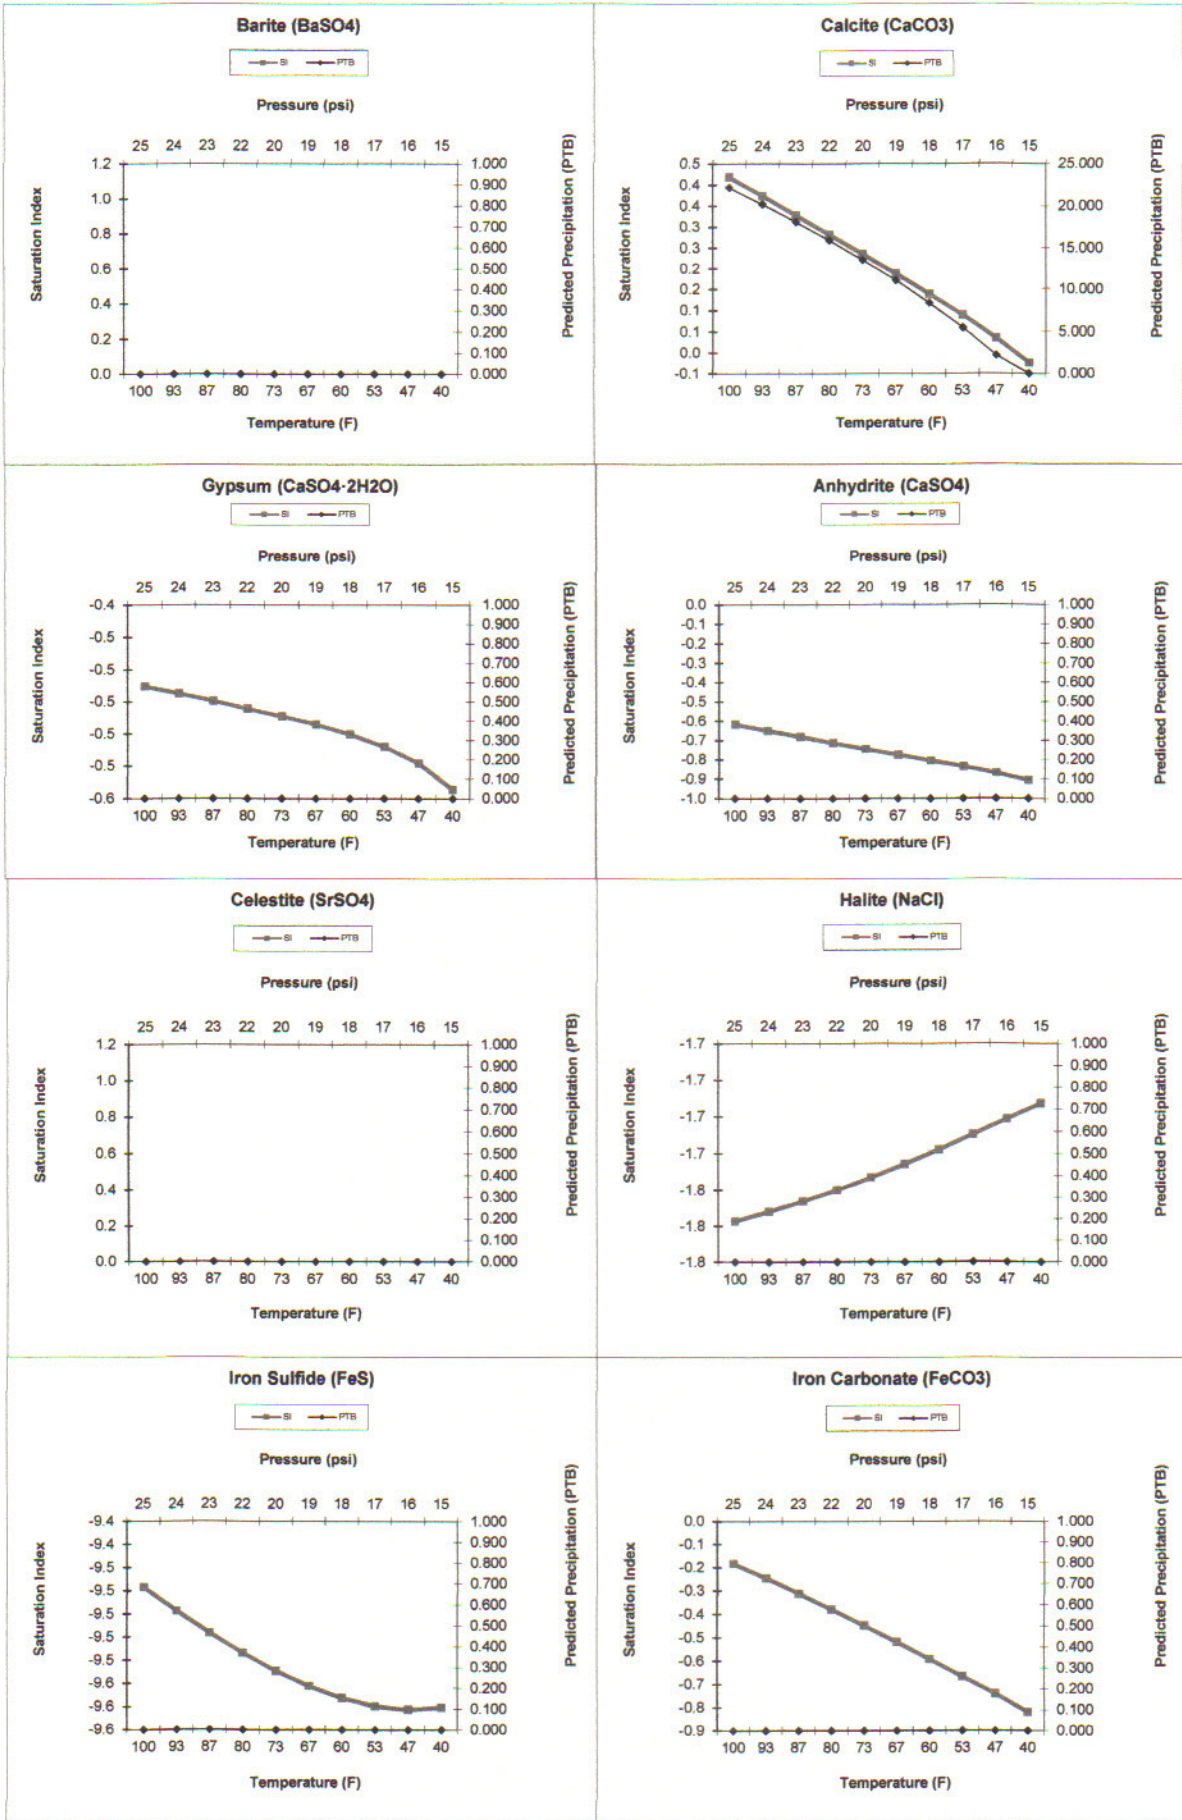 Barite (BaSO4)
SI PTB
Pressure (psi)
25 24 23 22 20 19 18 17 16 15
1.2
1.0
0.8
0.6
0.4
0.2
0.0
Saturation Index
1.000
0.900
0.800
0.700
0.600
0.500
0.400
0.300
0.200
0.100
0.000
Predicted Precipitation (PTB)
100 93 87 80 73 67 60 53 47 40
Temperature (F)
Calcite (CaCO3)
SI PTB
Pressure (psi)
25 24 23 22 20 19 18 17 16 15
0.5
0.4
0.4
0.3
0.3
0.2
0.2
0.1
0.1
0.0
-0.1
Saturation Index
25.000
20.000
15.000
10.000
5.000
0.000
Predicted Precipitation (PTB)
100 93 87 80 73 67 60 53 47 40
Temperature (F)
Gypsum (CaSO4·2H2O)
SI PTB
Pressure (psi)
25 24 23 22 20 19 18 17 16 15
-0.4
-0.5
-0.5
-0.5
-0.5
-0.5
-0.6
Saturation Index
1.000
0.900
0.800
0.700
0.600
0.500
0.400
0.300
0.200
0.100
0.000
Predicted Precipitation (PTB)
100 93 87 80 73 67 60 53 47 40
Temperature (F)
Anhydrite (CaSO4)
SI PTB
Pressure (psi)
25 24 23 22 20 19 18 17 16 15
0.0
-0.1
-0.2
-0.3
-0.4
-0.5
-0.6
-0.7
-0.8
-0.9
-1.0
Saturation Index
1.000
0.900
0.800
0.700
0.600
0.500
0.400
0.300
0.200
0.100
0.000
Predicted Precipitation (PTB)
100 93 87 80 73 67 60 53 47 40
Temperature (F)
Celestite (SrSO4)
SI PTB
Pressure (psi)
25 24 23 22 20 19 18 17 16 15
1.2
1.0
0.8
0.6
0.4
0.2
0.0
Saturation Index
1.000
0.900
0.800
0.700
0.600
0.500
0.400
0.300
0.200
0.100
0.000
Predicted Precipitation (PTB)
100 93 87 80 73 67 60 53 47 40
Temperature (F)
Halite (NaCl)
SI PTB
Pressure (psi)
25 24 23 22 20 19 18 17 16 15
-1.7
-1.7
-1.7
-1.7
-1.8
-1.8
-1.8
Saturation Index
1.000
0.900
0.800
0.700
0.600
0.500
0.400
0.300
0.200
0.100
0.000
Predicted Precipitation (PTB)
100 93 87 80 73 67 60 53 47 40
Temperature (F)
Iron Sulfide (FeS)
SI PTB
Pressure (psi)
25 24 23 22 20 19 18 17 16 15
-9.4
-9.4
-9.5
-9.5
-9.5
-9.5
-9.5
-9.6
-9.6
-9.6
Saturation Index
1.000
0.900
0.800
0.700
0.600
0.500
0.400
0.300
0.200
0.100
0.000
Predicted Precipitation (PTB)
100 93 87 80 73 67 60 53 47 40
Temperature (F)
Iron Carbonate (FeCO3)
SI PTB
Pressure (psi)
25 24 23 22 20 19 18 17 16 15
0.0
-0.1
-0.2
-0.3
-0.4
-0.5
-0.6
-0.7
-0.8
-0.9
Saturation Index
1.000
0.900
0.800
0.700
0.600
0.500
0.400
0.300
0.200
0.100
0.000
Predicted Precipitation (PTB)
100 93 87 80 73 67 60 53 47 40
Temperature (F)